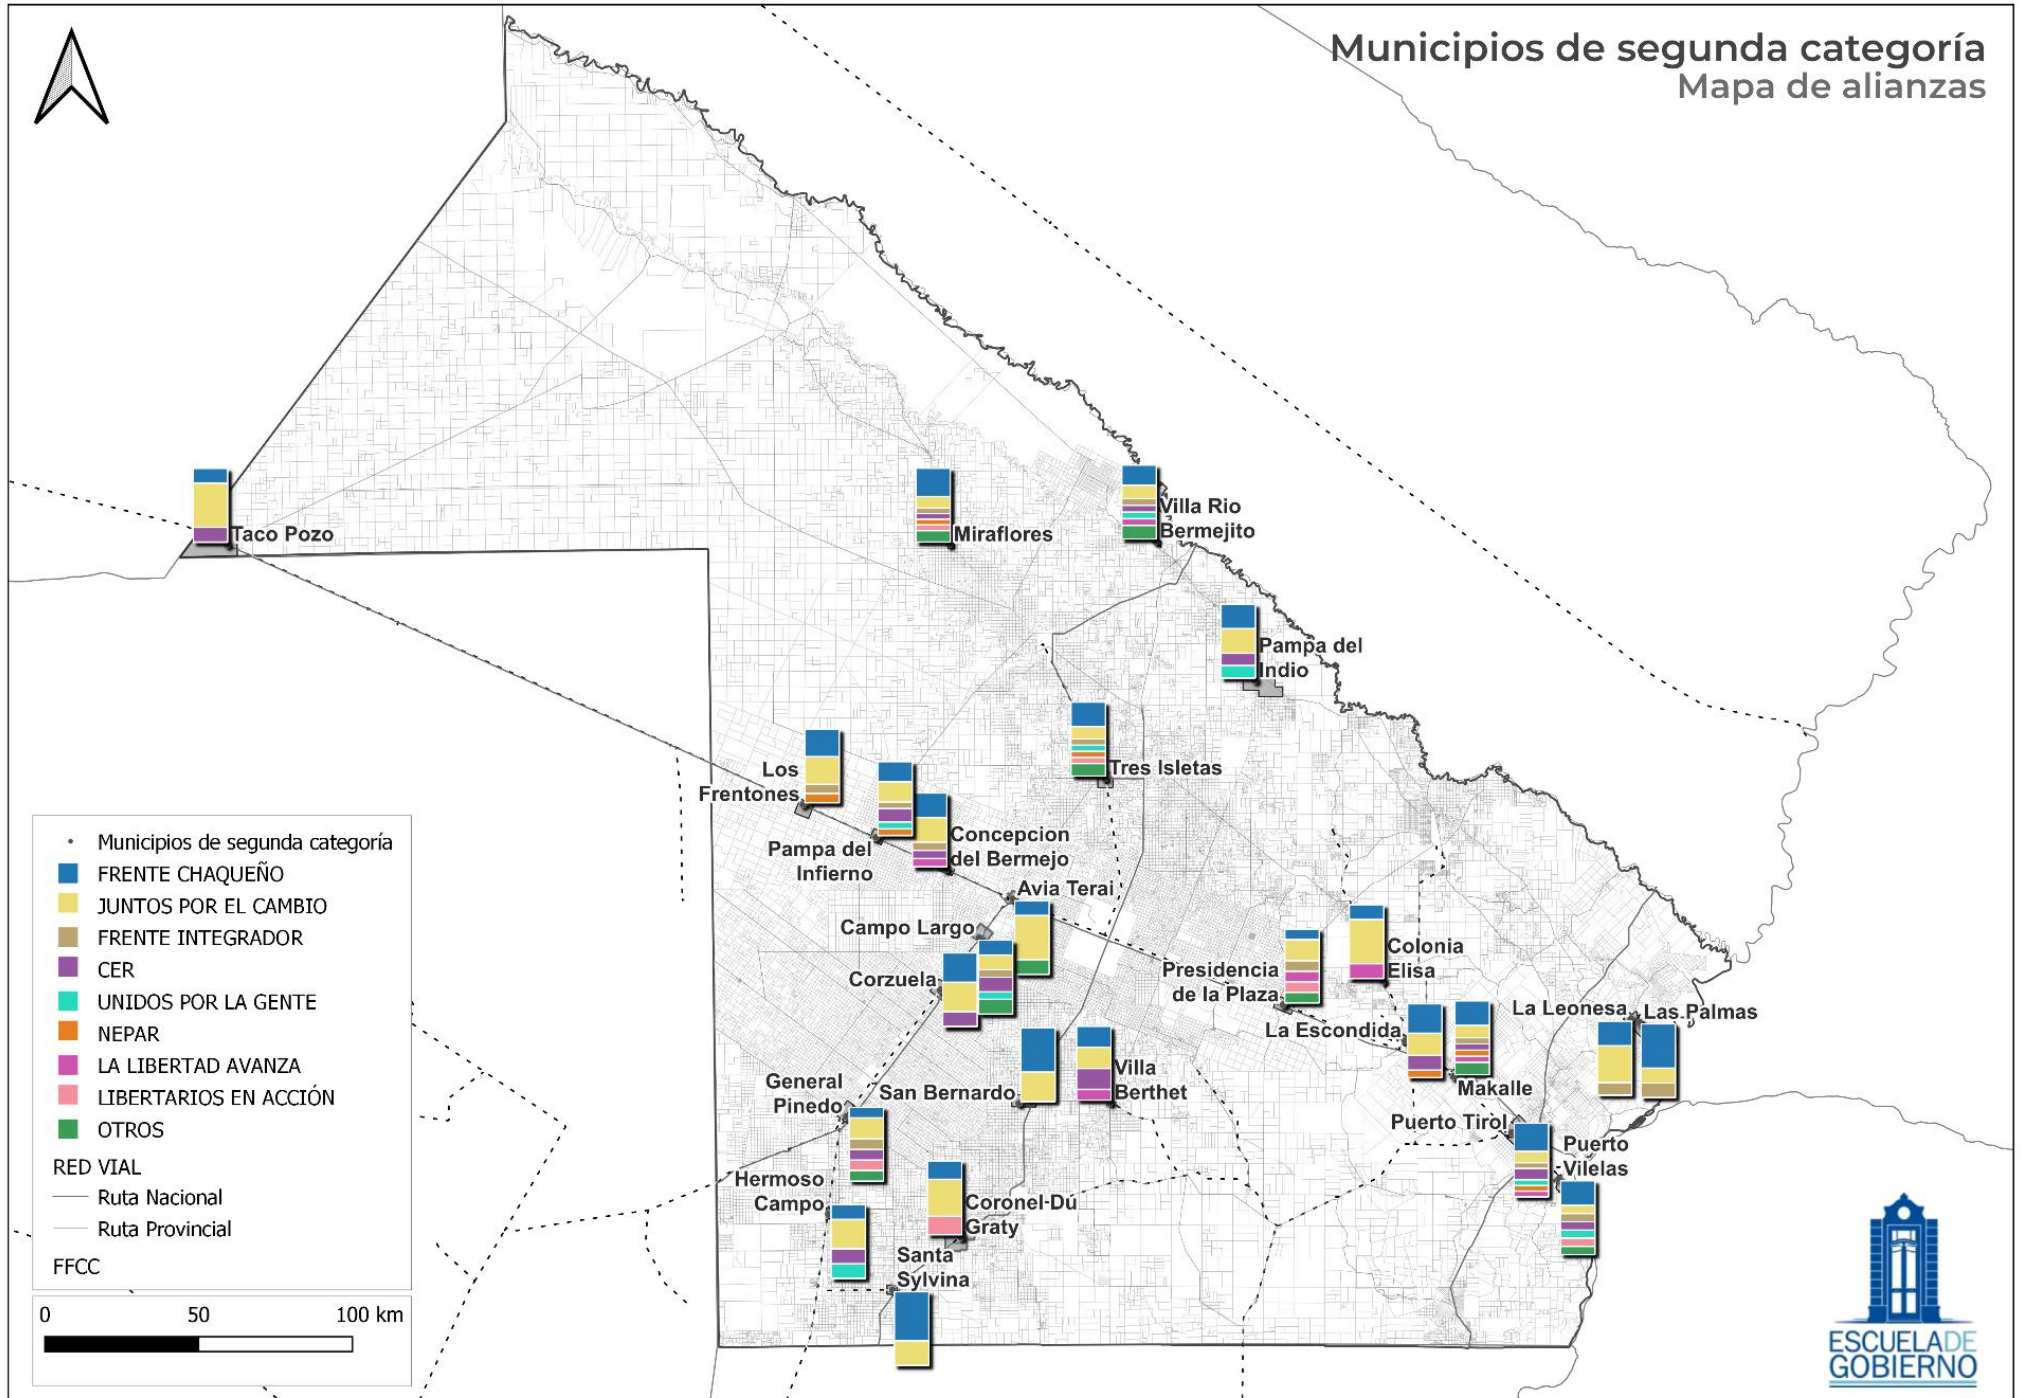 Municipios de segunda categoría
Mapa de alianzas
Taco Pozo
Miraflores
Villa Rio
Bermejito
Pampa del
Indio
Tres Isletas
Los
Frentones
Pampa del
Infierno
Concepcion
del Bermejo
Avia Terai
Campo Largo
Corzuela
Presidencia
de la Plaza
Colonia
Elisa
La Escondida
La Leonesa
Las Palmas
Makalle
San Bernardo
Villa
Berthet
General
Pinedo
Puerto Tirol
Puerto
Vilelas
Hermoso
Campo
Coronel-Dú
Graty
Santa
Sylvina
Municipios de segunda categoría
FRENTE CHAQUEÑO
JUNTOS POR EL CAMBIO
FRENTE INTEGRADOR
CER
UNIDOS POR LA GENTE
NEPAR
LA LIBERTAD AVANZA
LIBERTARIOS EN ACCIÓN
OTROS
RED VIAL
Ruta Nacional
Ruta Provincial
FFCC
0 50 100 km
ESCUELADE
GOBIERNO